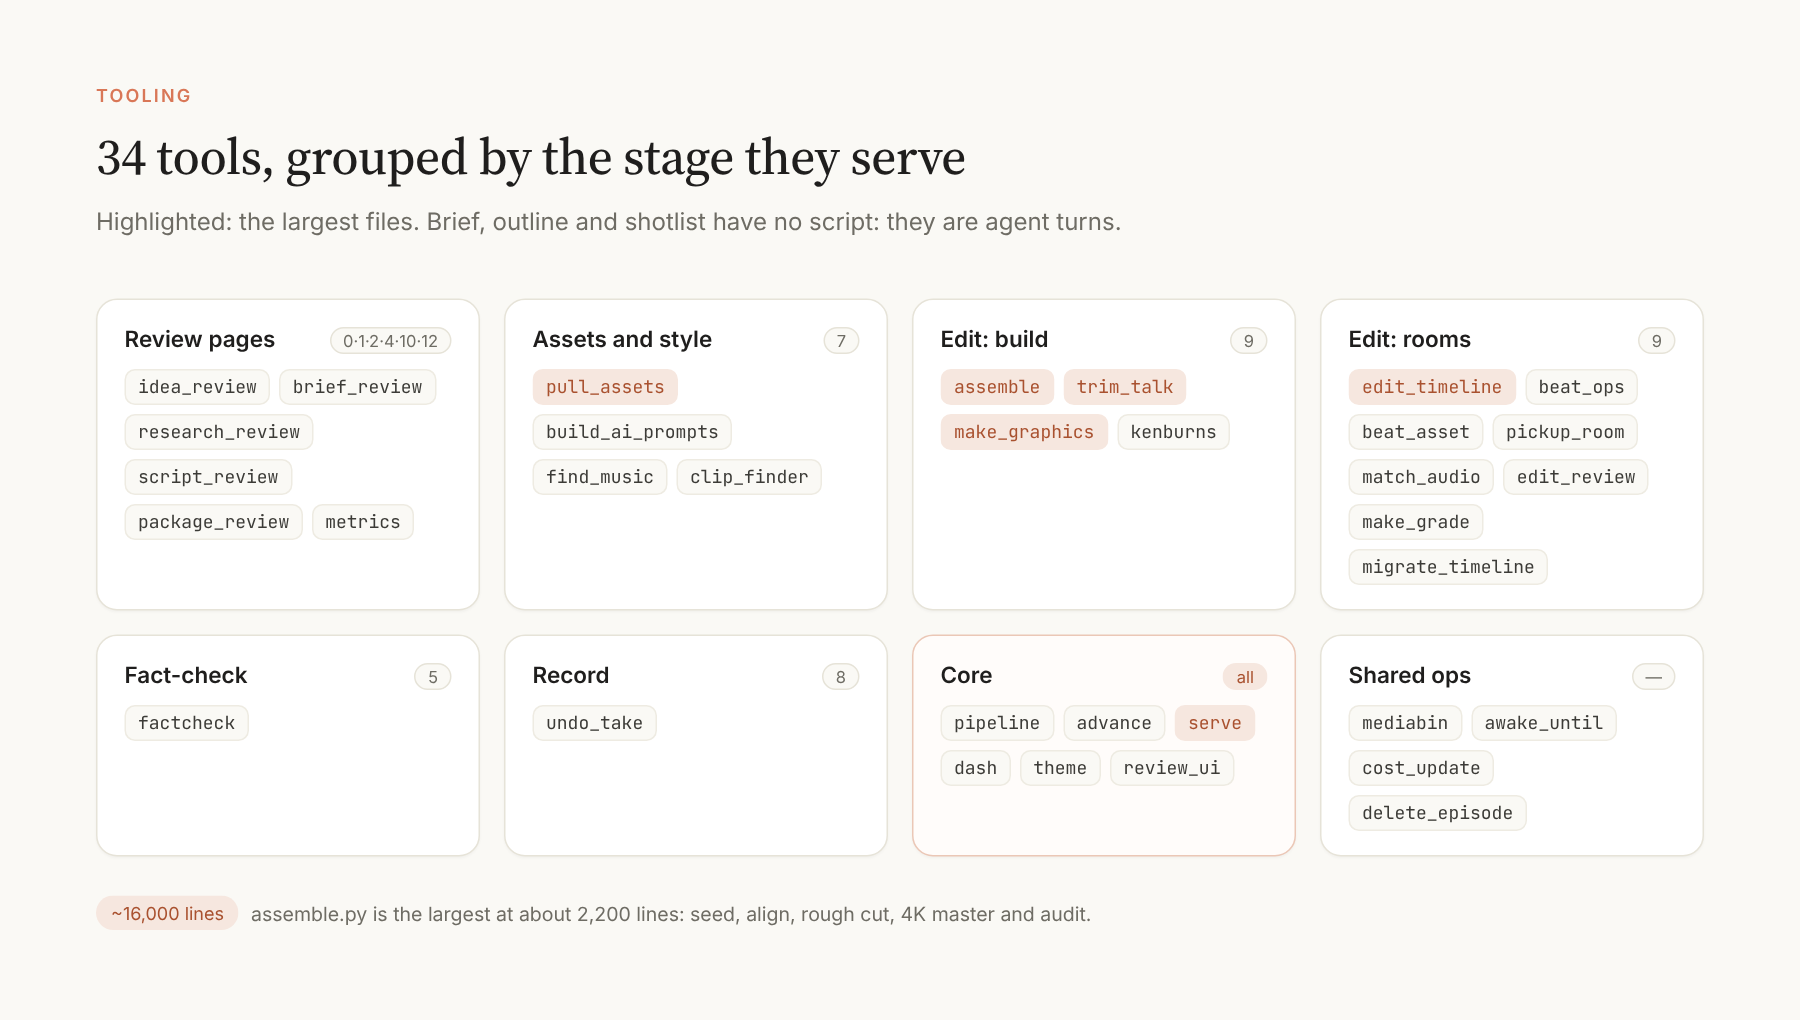 TOOLING
34 tools, grouped by the stage they serve
Highlighted: the largest files. Brief, outline and shotlist have no script: they are agent turns.
Review pages 0·1·2·4·10·12
idea_review brief_review
research_review
script_review
package_review metrics
Assets and style 7
pull_assets
build_ai_prompts
find_music clip_finder
Edit: build 9
assemble trim_talk
make_graphics kenburns
Edit: rooms 9
edit_timeline beat_ops
beat_asset pickup_room
match_audio edit_review
make_grade
migrate_timeline
Fact-check 5
factcheck
Record 8
undo_take
Core all
pipeline advance serve
dash theme review_ui
Shared ops —
mediabin awake_until
cost_update
delete_episode
~16,000 lines assemble.py is the largest at about 2,200 lines: seed, align, rough cut, 4K master and audit.